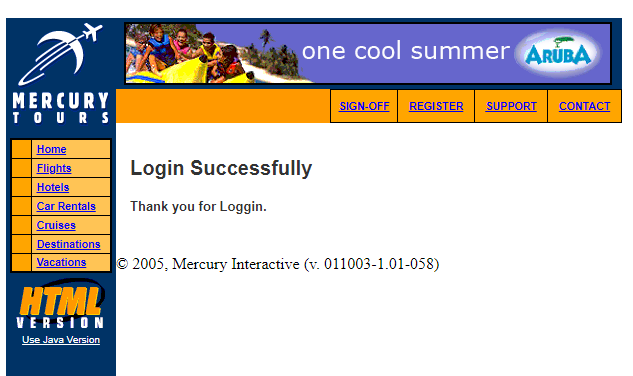 one cool summer ARUBA
MERCURY
TOURS
SIGN-OFF REGISTER SUPPORT CONTACT
Home
Flights
Hotels
Car Rentals
Cruises
Destinations
Vacations
HTML
VERSION
Use Java Version
Login Successfully
Thank you for Loggin.
© 2005, Mercury Interactive (v. 011003-1.01-058)